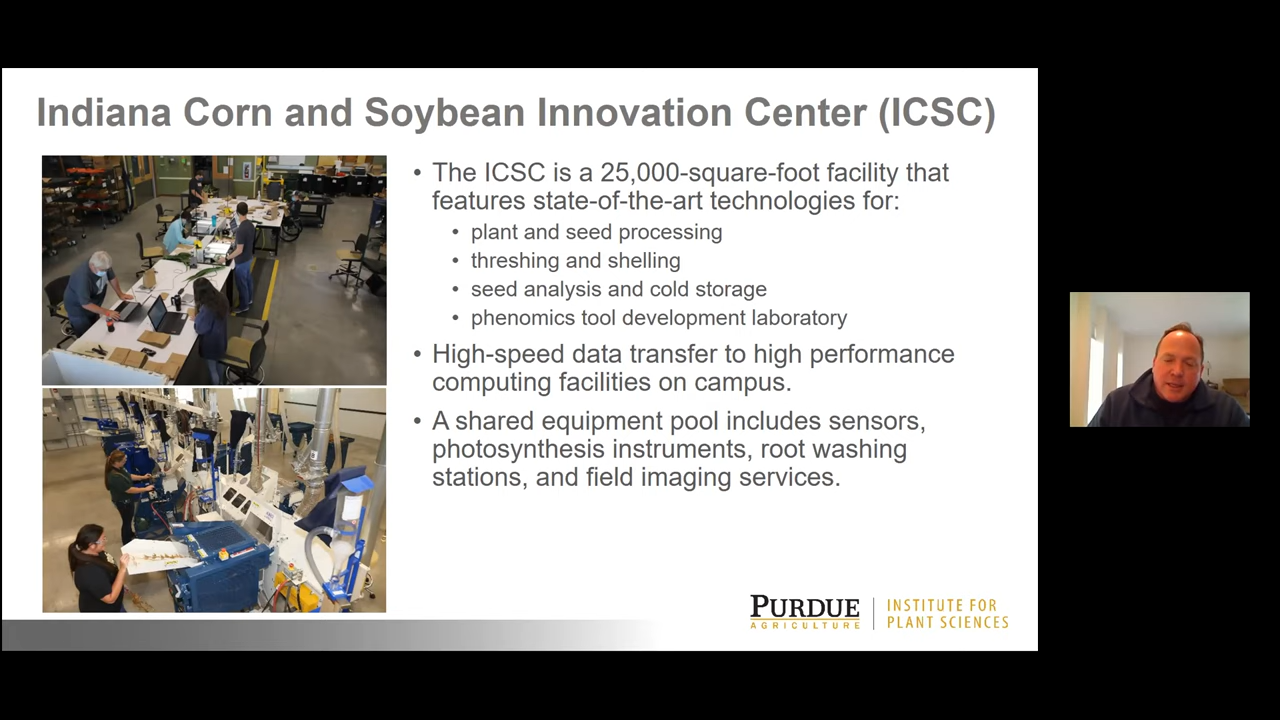 Indiana Corn and Soybean Innovation Center (ICSC)
• The ICSC is a 25,000-square-foot facility that
features state-of-the-art technologies for:
• plant and seed processing
• threshing and shelling
• seed analysis and cold storage
• phenomics tool development laboratory
• High-speed data transfer to high performance
computing facilities on campus.
• A shared equipment pool includes sensors,
photosynthesis instruments, root washing
stations, and field imaging services.
PURDUE
AGRICULTURE
INSTITUTE FOR
PLANT SCIENCES